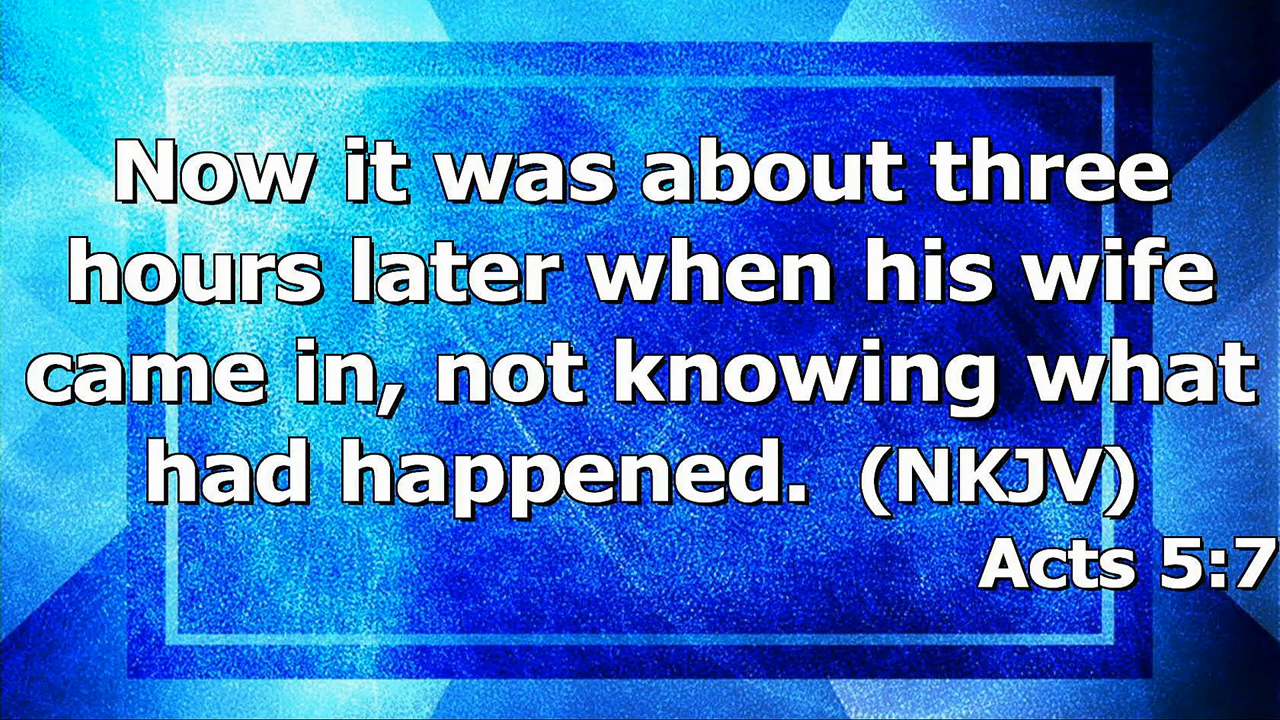 Now it was about three
hours later when his wife
came in, not knowing what
had happened.  (NKJV)
Acts 5:7